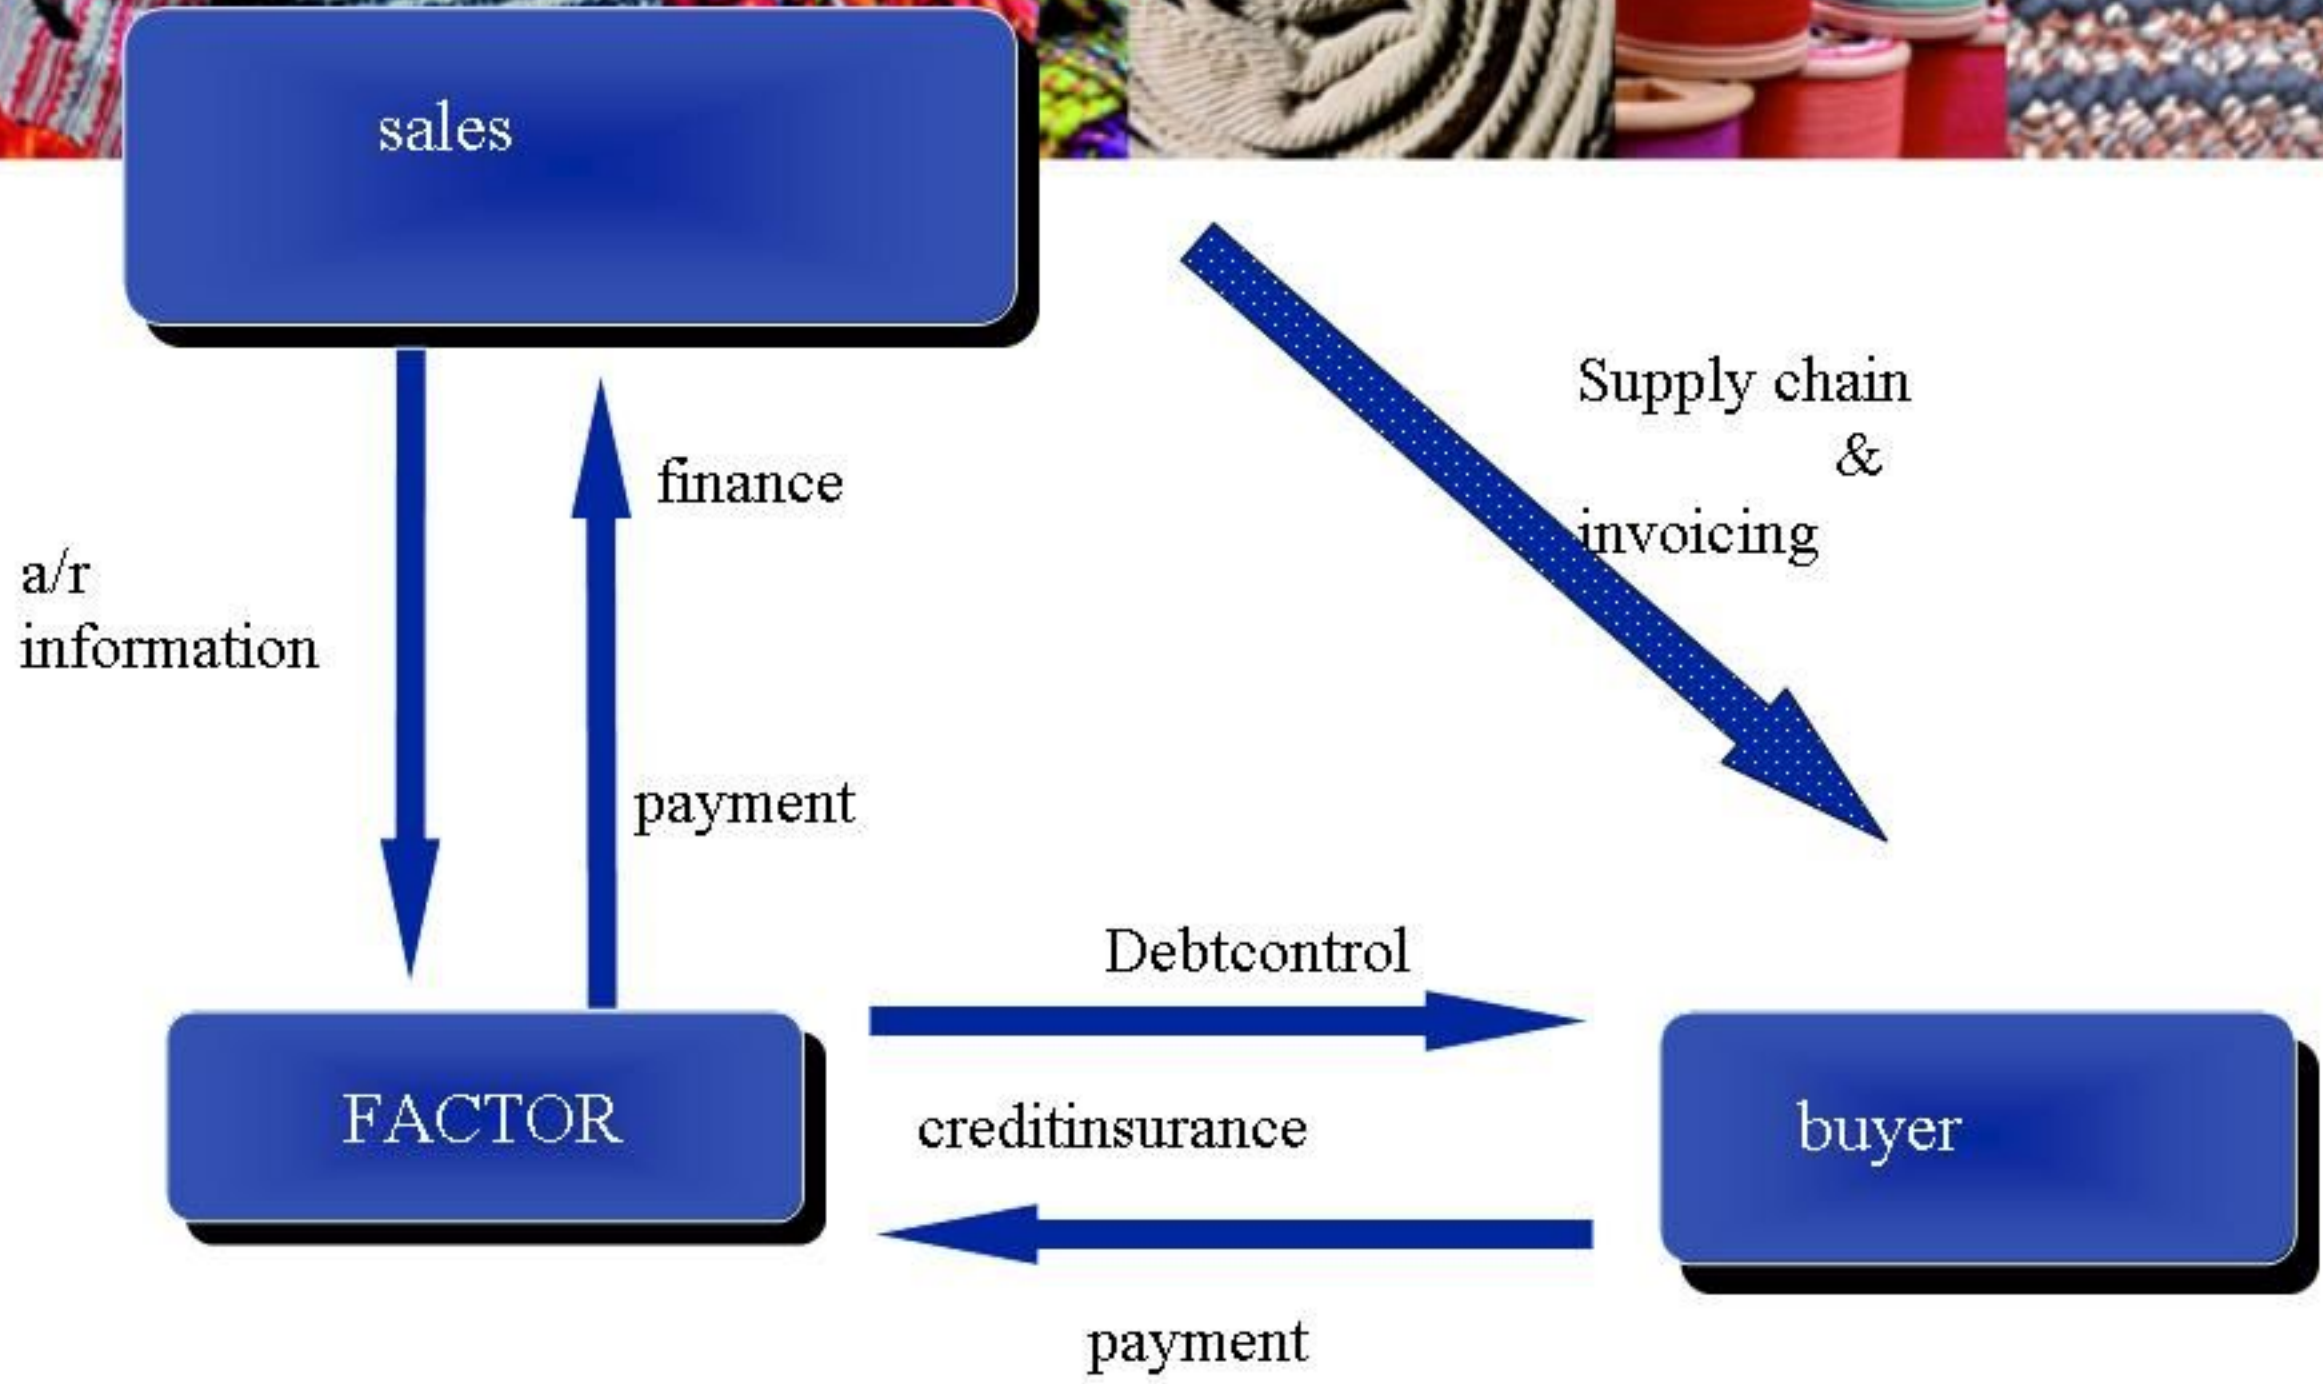 sales
Supply chain
&
invoicing
finance
a/r
information
payment
Debtcontrol
FACTOR
creditinsurance
buyer
payment